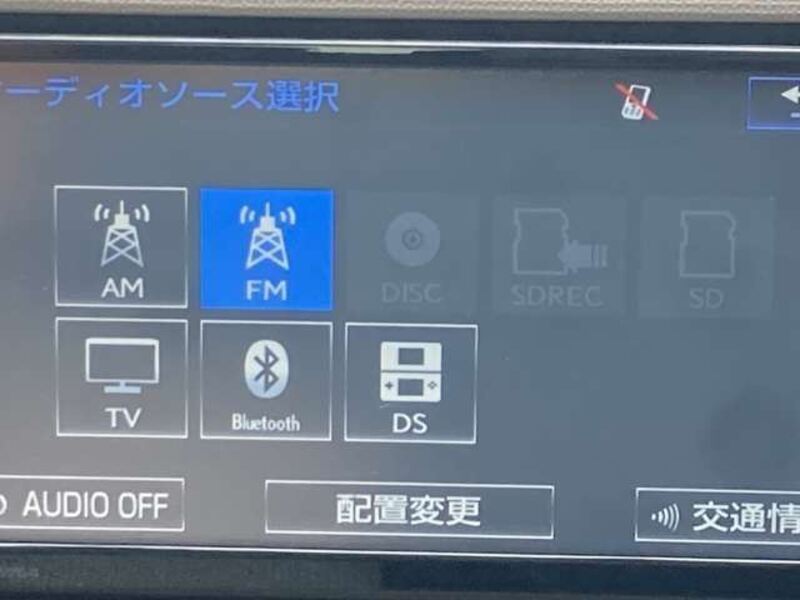 ーディオソース選択
AM
FM
DISC
SDREC
SD
TV
Bluetooth
DS
AUDIO OFF
配置変更
交通情